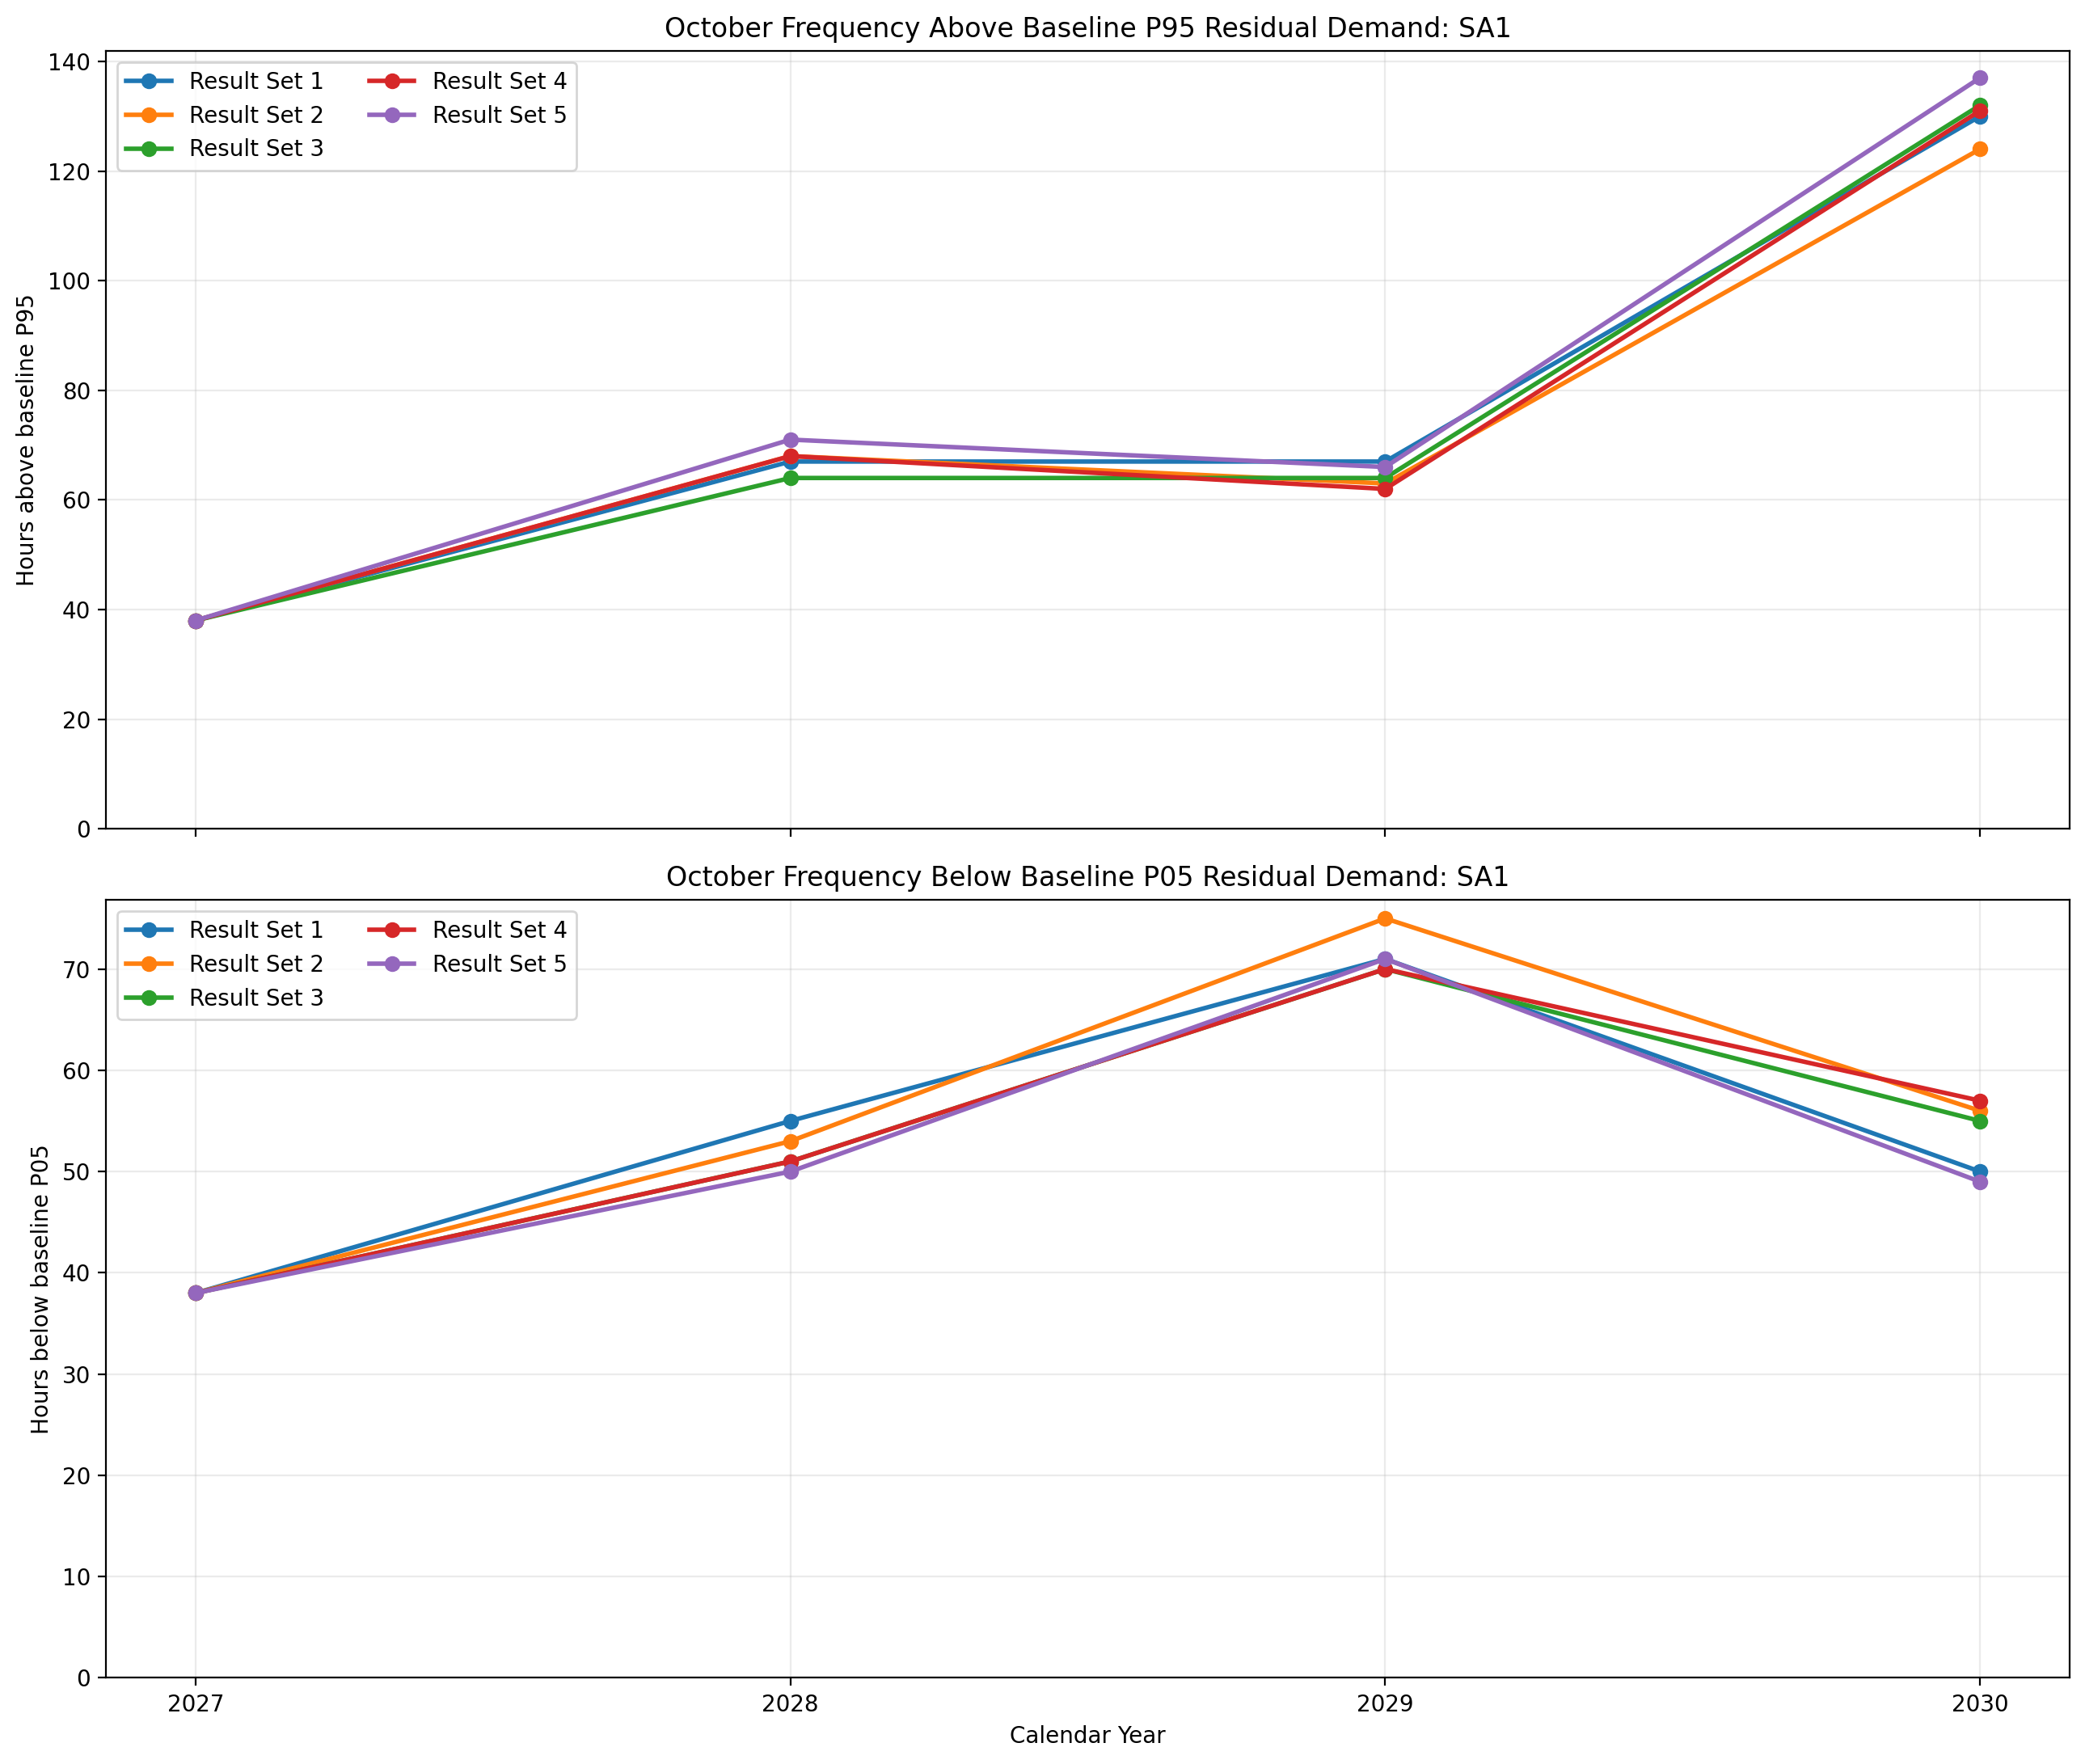 October Frequency Above Baseline P95 Residual Demand: SA1
Hours above baseline P95
140
120
100
80
60
40
20
0
Result Set 1
Result Set 2
Result Set 3
Result Set 4
Result Set 5
October Frequency Below Baseline P05 Residual Demand: SA1
Hours below baseline P05
70
60
50
40
30
20
10
0
Result Set 1
Result Set 2
Result Set 3
Result Set 4
Result Set 5
2027 2028 2029 2030
Calendar Year